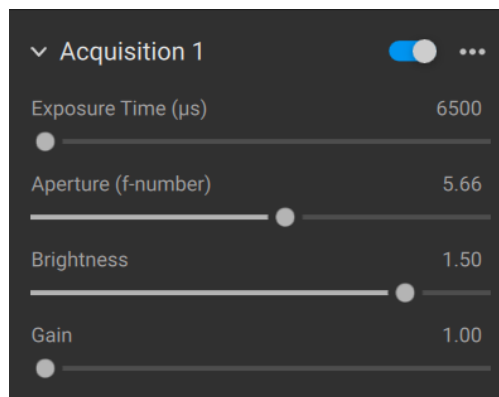 Acquisition 1
Exposure Time (µs) 6500
Aperture (f-number) 5.66
Brightness 1.50
Gain 1.00